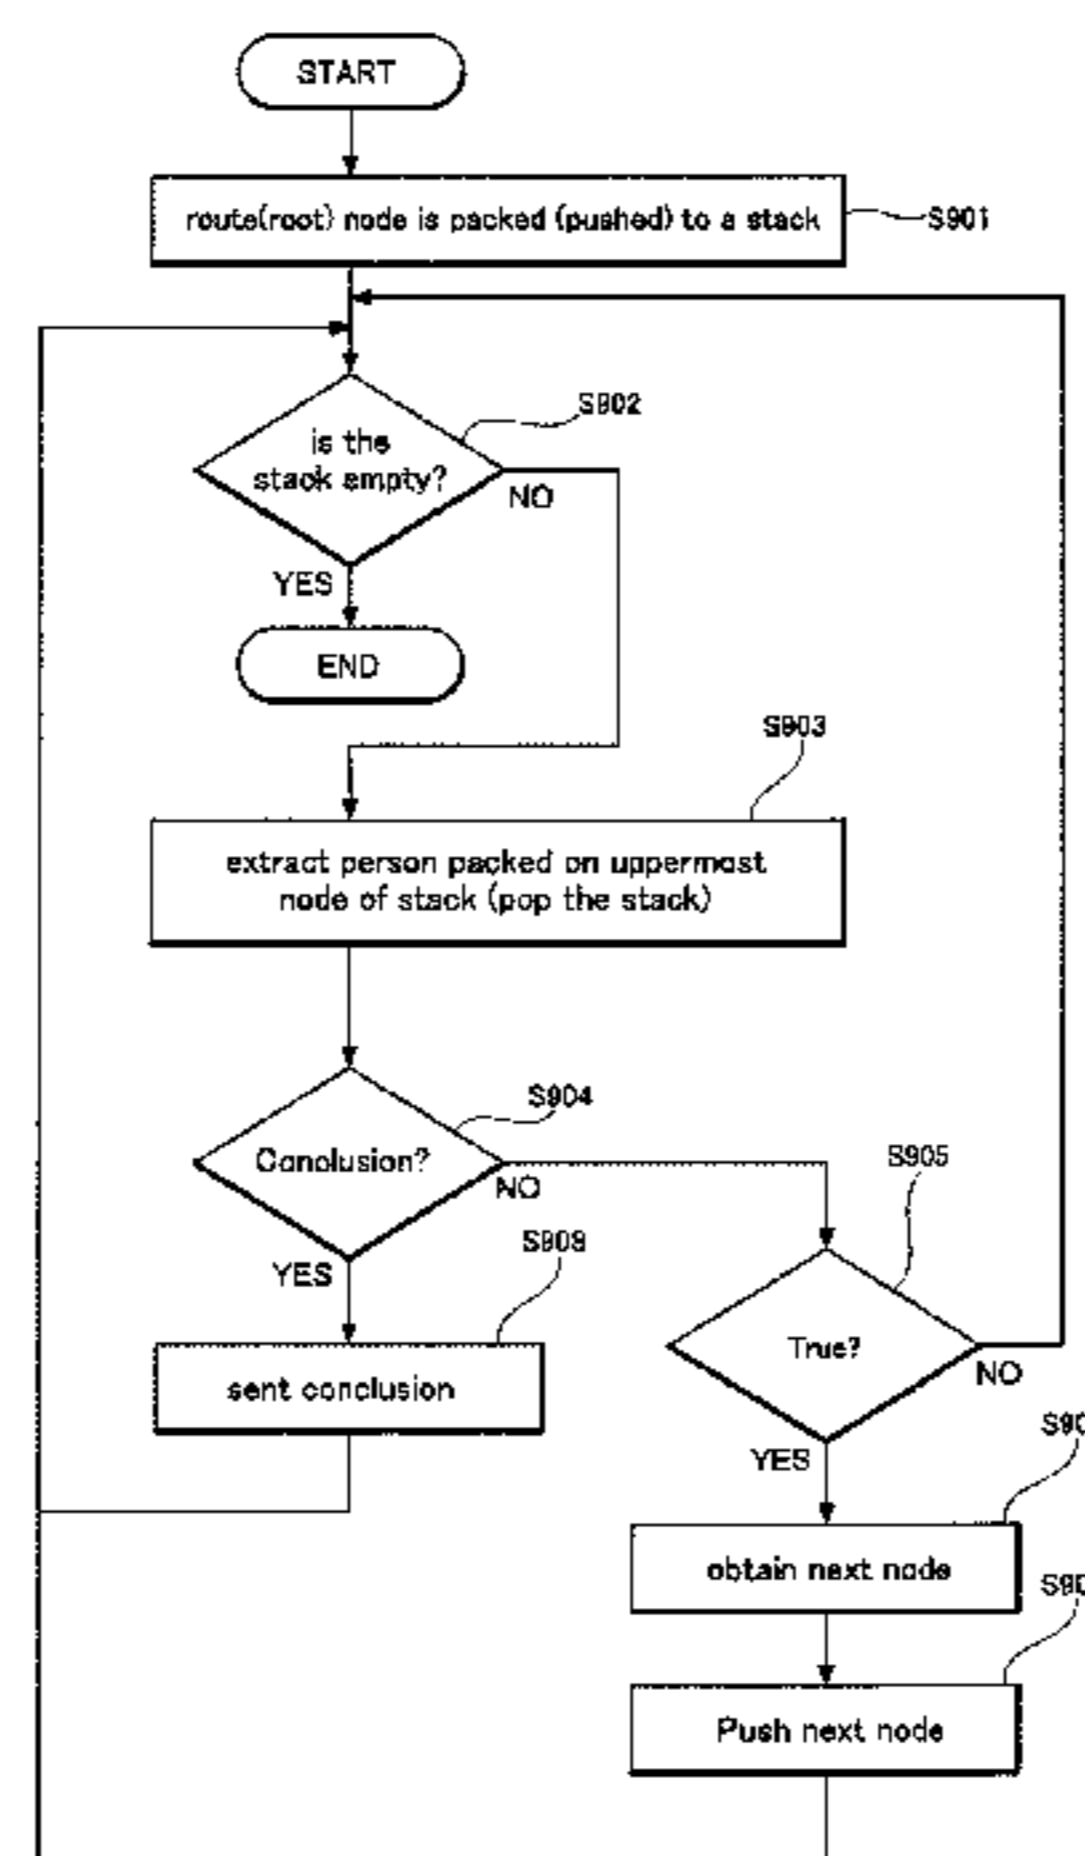 START
route(root) node is packed (pushed) to a stack
S901
S902
is the
stack empty?
NO
YES
END
S903
extract person packed on uppermost
node of stack (pop the stack)
S904
Conclusion?
NO
S905
YES
S909
True?
NO
sent conclusion
YES
S90
obtain next node
S90
Push next node